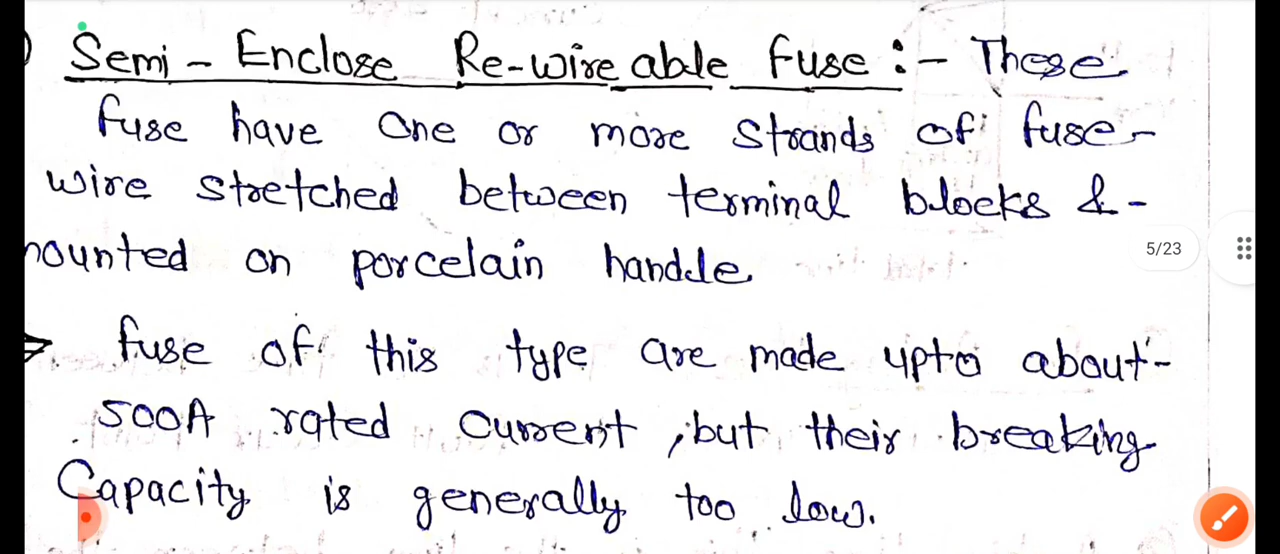 ) Semi - Enclose Re-wireable fuse :- These
fuse have one or more strands of fuse-
wire stretched between terminal blocks & -
mounted on porcelain handle
⇒ fuse of this type are made upto about-
500A rated current, but their breaking
Capacity is generally too low.
5/23